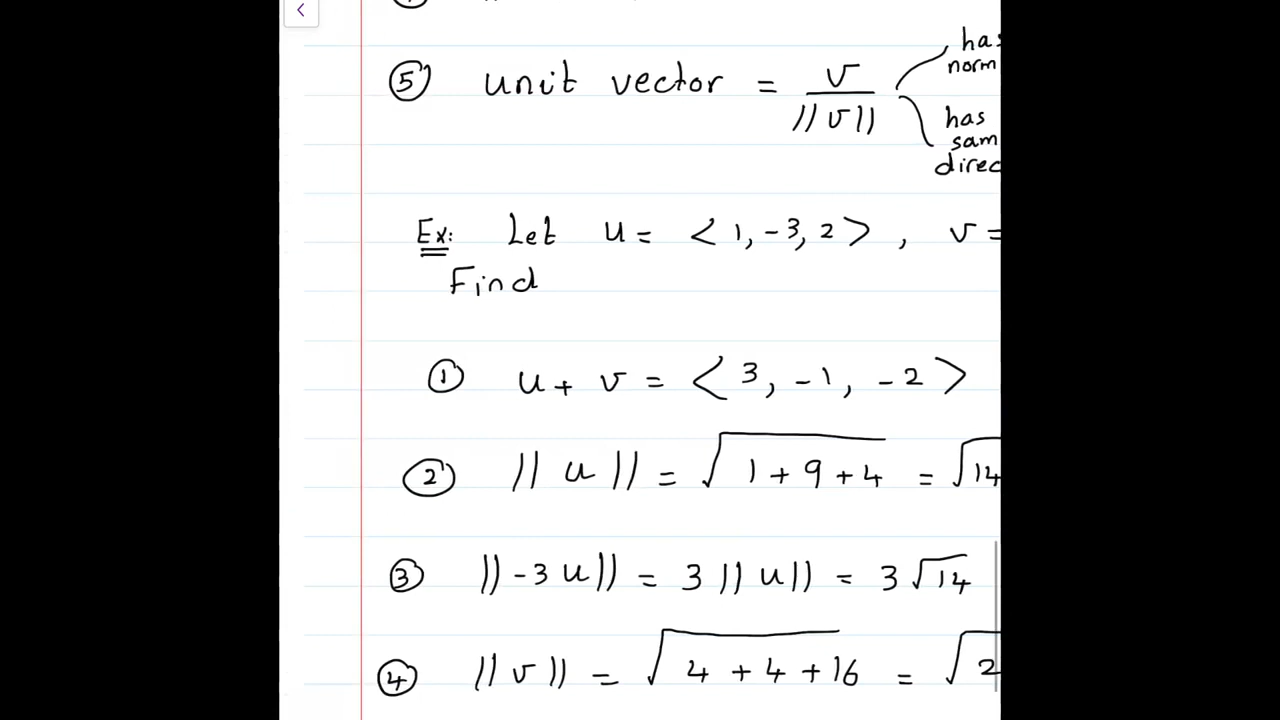 ⑤ unit vector = v / ||v||
has
norm
has
sam
direc
Ex: Let u = <1, -3, 2>, v =
Find
① u + v = <3, -1, -2>
② ||u|| = √(1 + 9 + 4) = √14
③ ||-3u|| = 3||u|| = 3√14
④ ||v|| = √(4 + 4 + 16) = √2